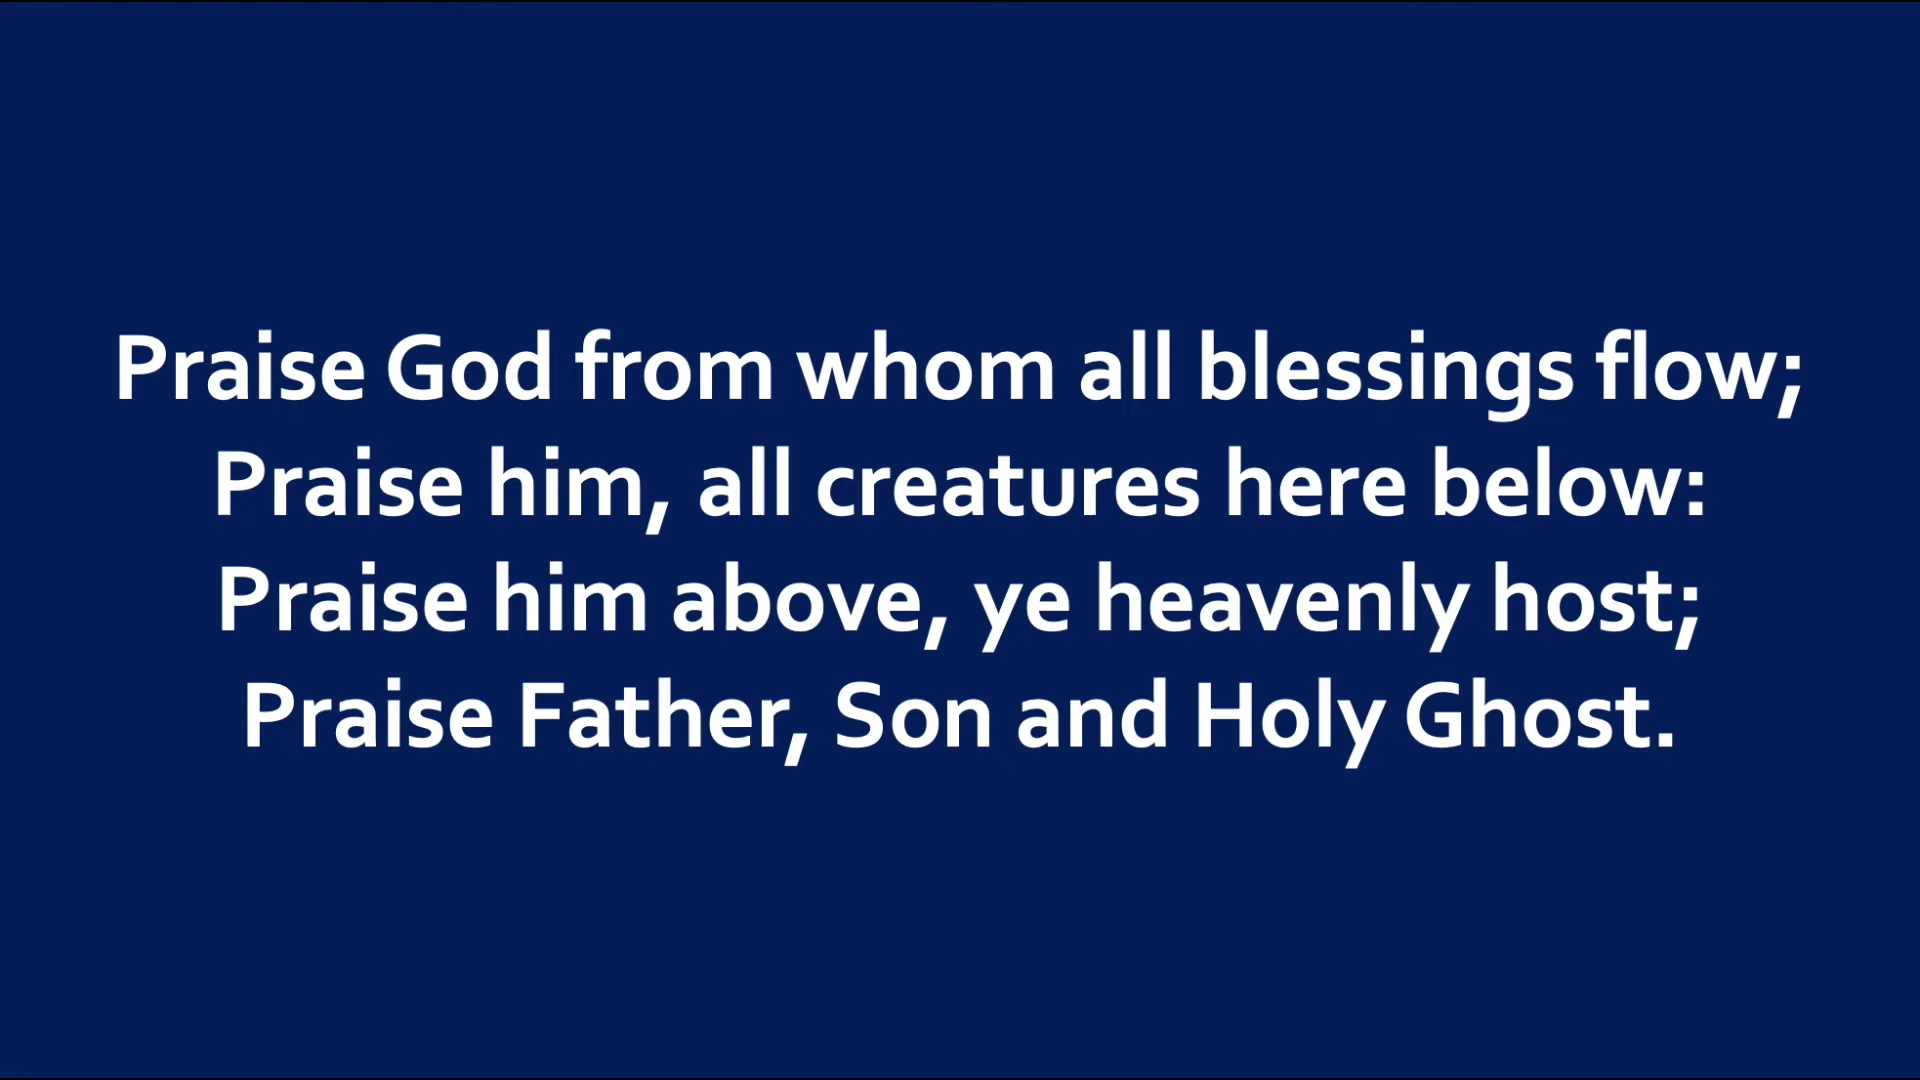 Praise God from whom all blessings flow;
Praise him, all creatures here below:
Praise him above, ye heavenly host;
Praise Father, Son and Holy Ghost.